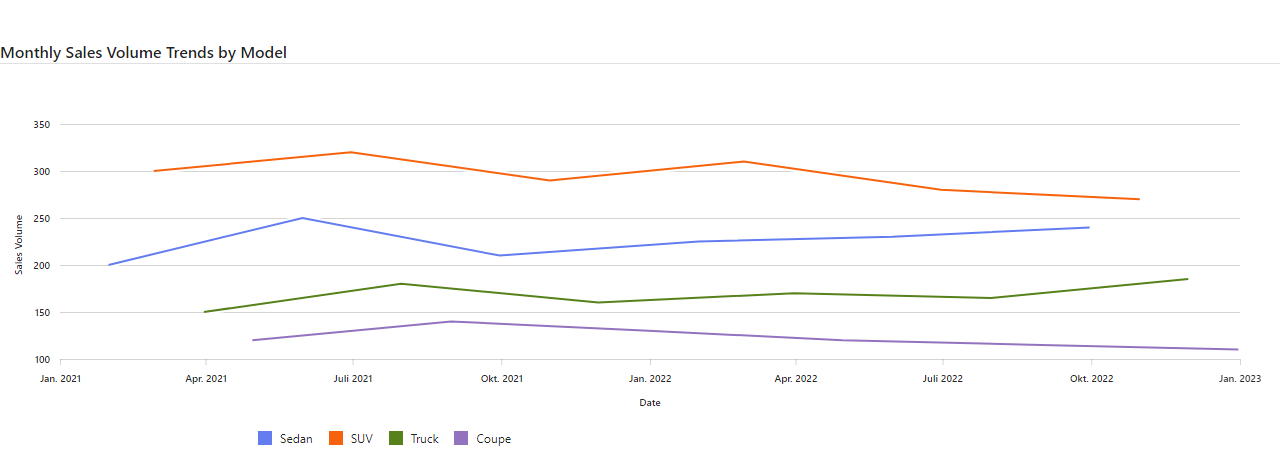 Monthly Sales Volume Trends by Model
350
300
250
200
150
100
Sales Volume
Jan. 2021 Apr. 2021 Juli 2021 Okt. 2021 Jan. 2022 Apr. 2022 Juli 2022 Okt. 2022 Jan. 2023
Date
Sedan SUV Truck Coupe